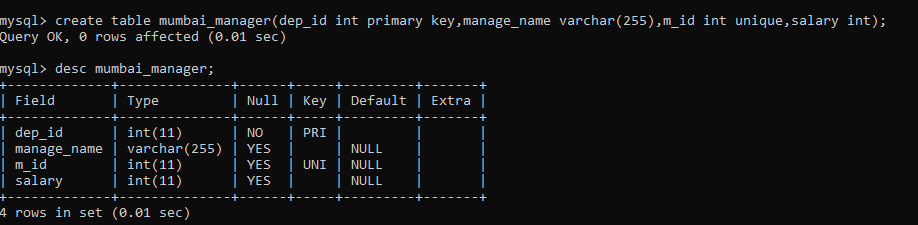 mysql> create table mumbai_manager(dep_id int primary key,manage_name varchar(255),m_id int unique,salary int);
Query OK, 0 rows affected (0.01 sec)
mysql> desc mumbai_manager;
+-------------+--------------+------+-----+---------+-------+
| Field       | Type         | Null | Key | Default | Extra |
+-------------+--------------+------+-----+---------+-------+
| dep_id      | int(11)      | NO   | PRI |         |       |
| manage_name | varchar(255) | YES  |     | NULL    |       |
| m_id        | int(11)      | YES  | UNI | NULL    |       |
| salary      | int(11)      | YES  |     | NULL    |       |
+-------------+--------------+------+-----+---------+-------+
4 rows in set (0.01 sec)